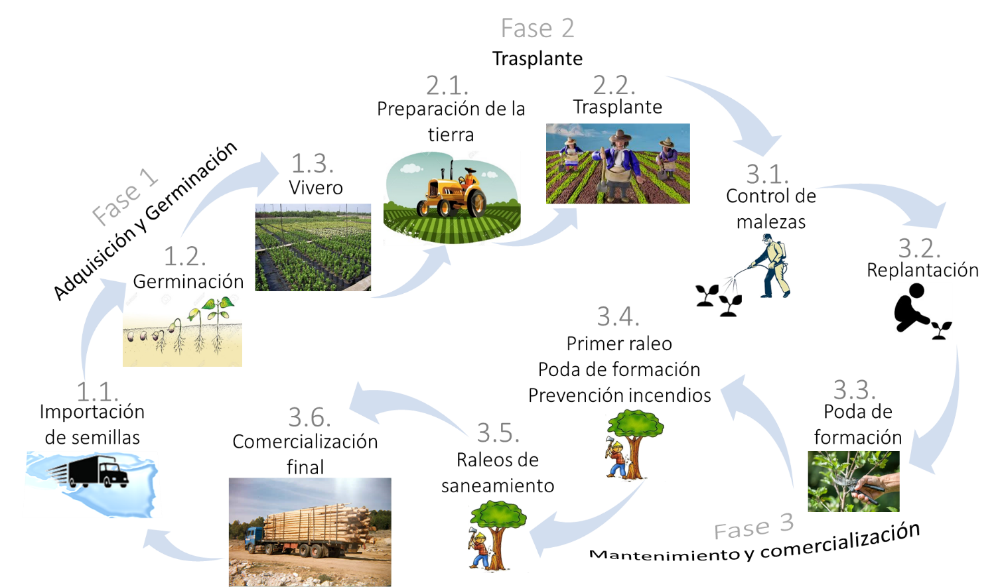 Fase 1
Adquisición y Germinación
1.1.
Importación
de semillas
1.2.
Germinación
1.3.
Vivero
Fase 2
Trasplante
2.1.
Preparación de la
tierra
2.2.
Trasplante
3.1.
Control de
malezas
3.2.
Replantación
3.3.
Poda de
formación
3.4.
Primer raleo
Poda de formación
Prevención incendios
3.5.
Raleos de
saneamiento
3.6.
Comercialización
final
Fase 3
Mantenimiento y comercialización